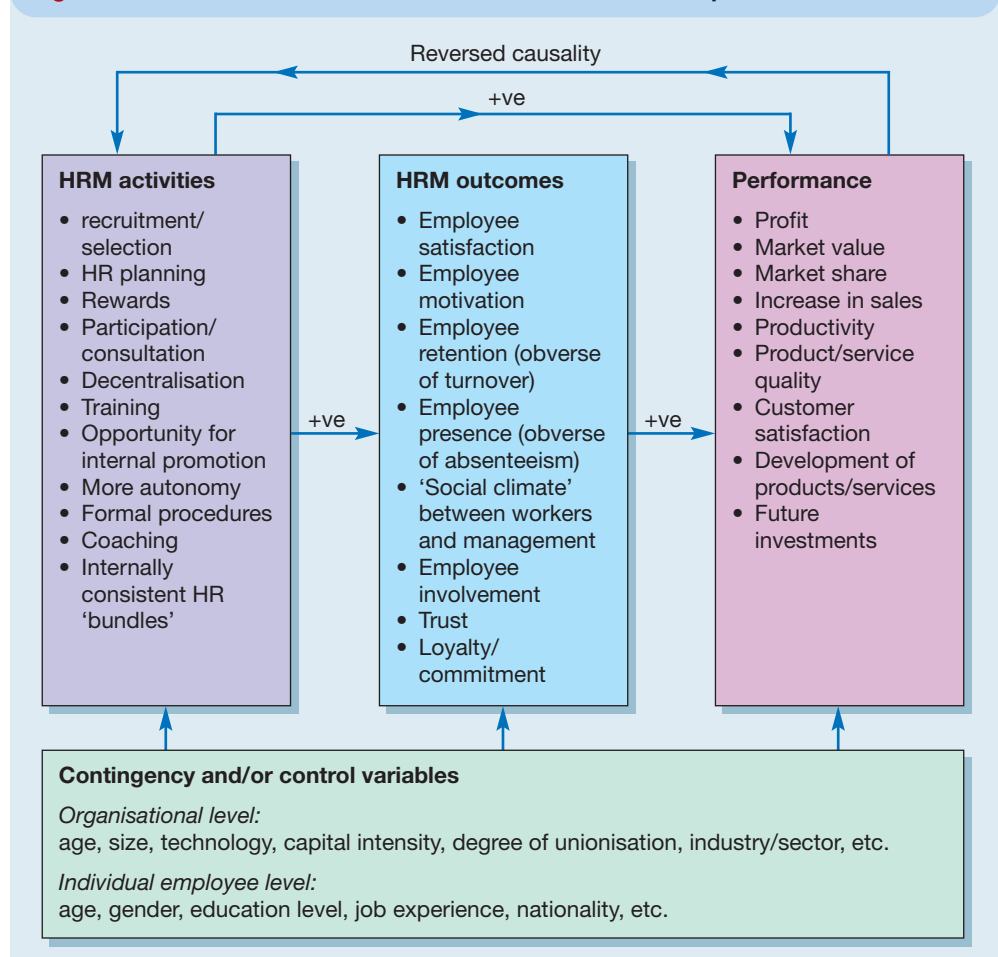 Reversed causality
+ve
HRM activities
• recruitment/
selection
• HR planning
• Rewards
• Participation/
consultation
• Decentralisation
• Training
• Opportunity for
internal promotion
• More autonomy
• Formal procedures
• Coaching
• Internally
consistent HR
‘bundles’
+ve
HRM outcomes
• Employee
satisfaction
• Employee
motivation
• Employee
retention (obverse
of turnover)
• Employee
presence (obverse
of absenteeism)
• ‘Social climate’
between workers
and management
• Employee
involvement
• Trust
• Loyalty/
commitment
+ve
Performance
• Profit
• Market value
• Market share
• Increase in sales
• Productivity
• Product/service
quality
• Customer
satisfaction
• Development of
products/services
• Future
investments
Contingency and/or control variables
Organisational level:
age, size, technology, capital intensity, degree of unionisation, industry/sector, etc.
Individual employee level:
age, gender, education level, job experience, nationality, etc.